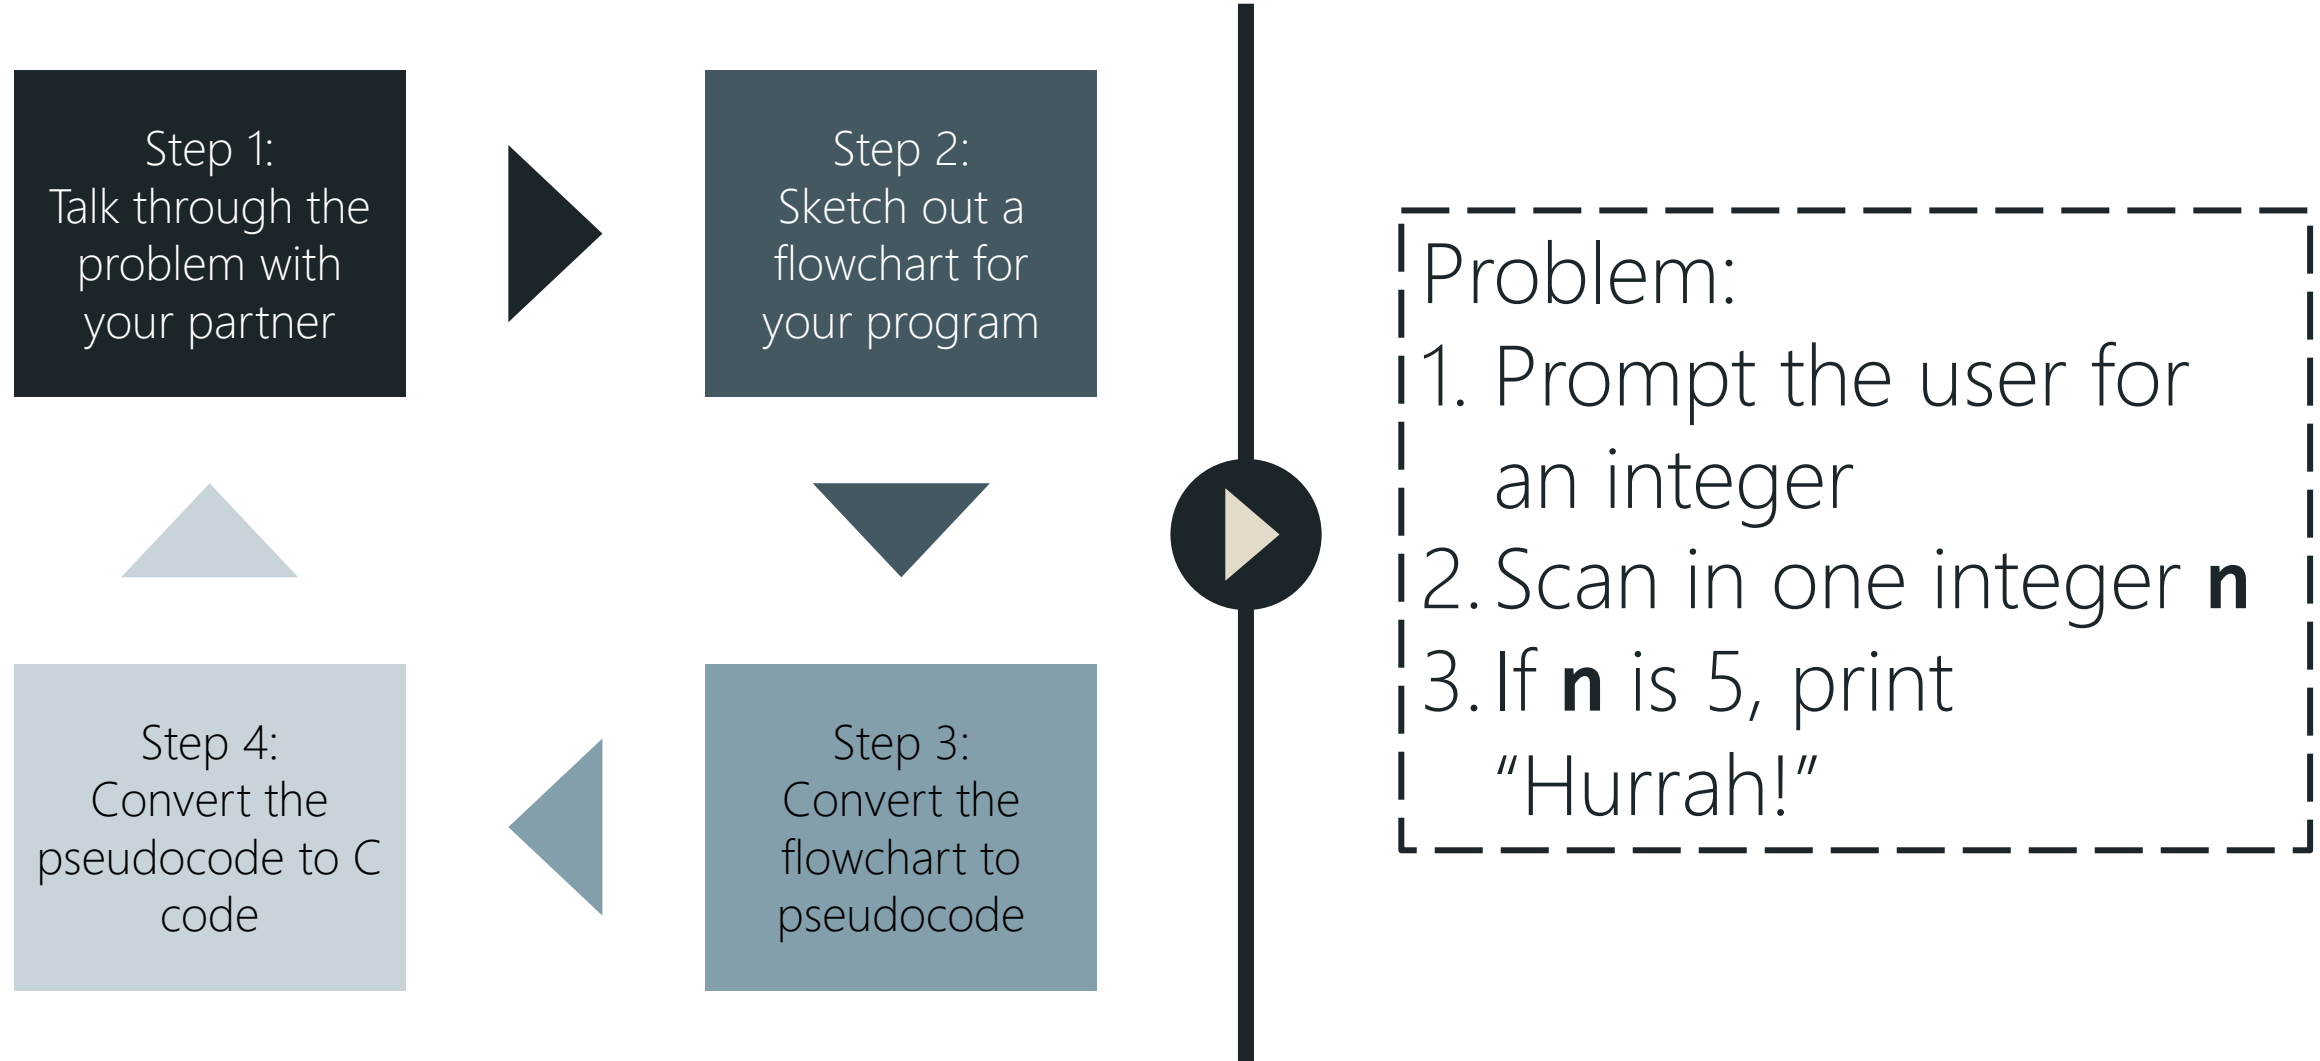 Step 1:
Talk through the
problem with
your partner
Step 2:
Sketch out a
flowchart for
your program
Step 3:
Convert the
flowchart to
pseudocode
Step 4:
Convert the
pseudocode to C
code
Problem:
1. Prompt the user for
an integer
2. Scan in one integer n
3. If n is 5, print
“Hurrah!”